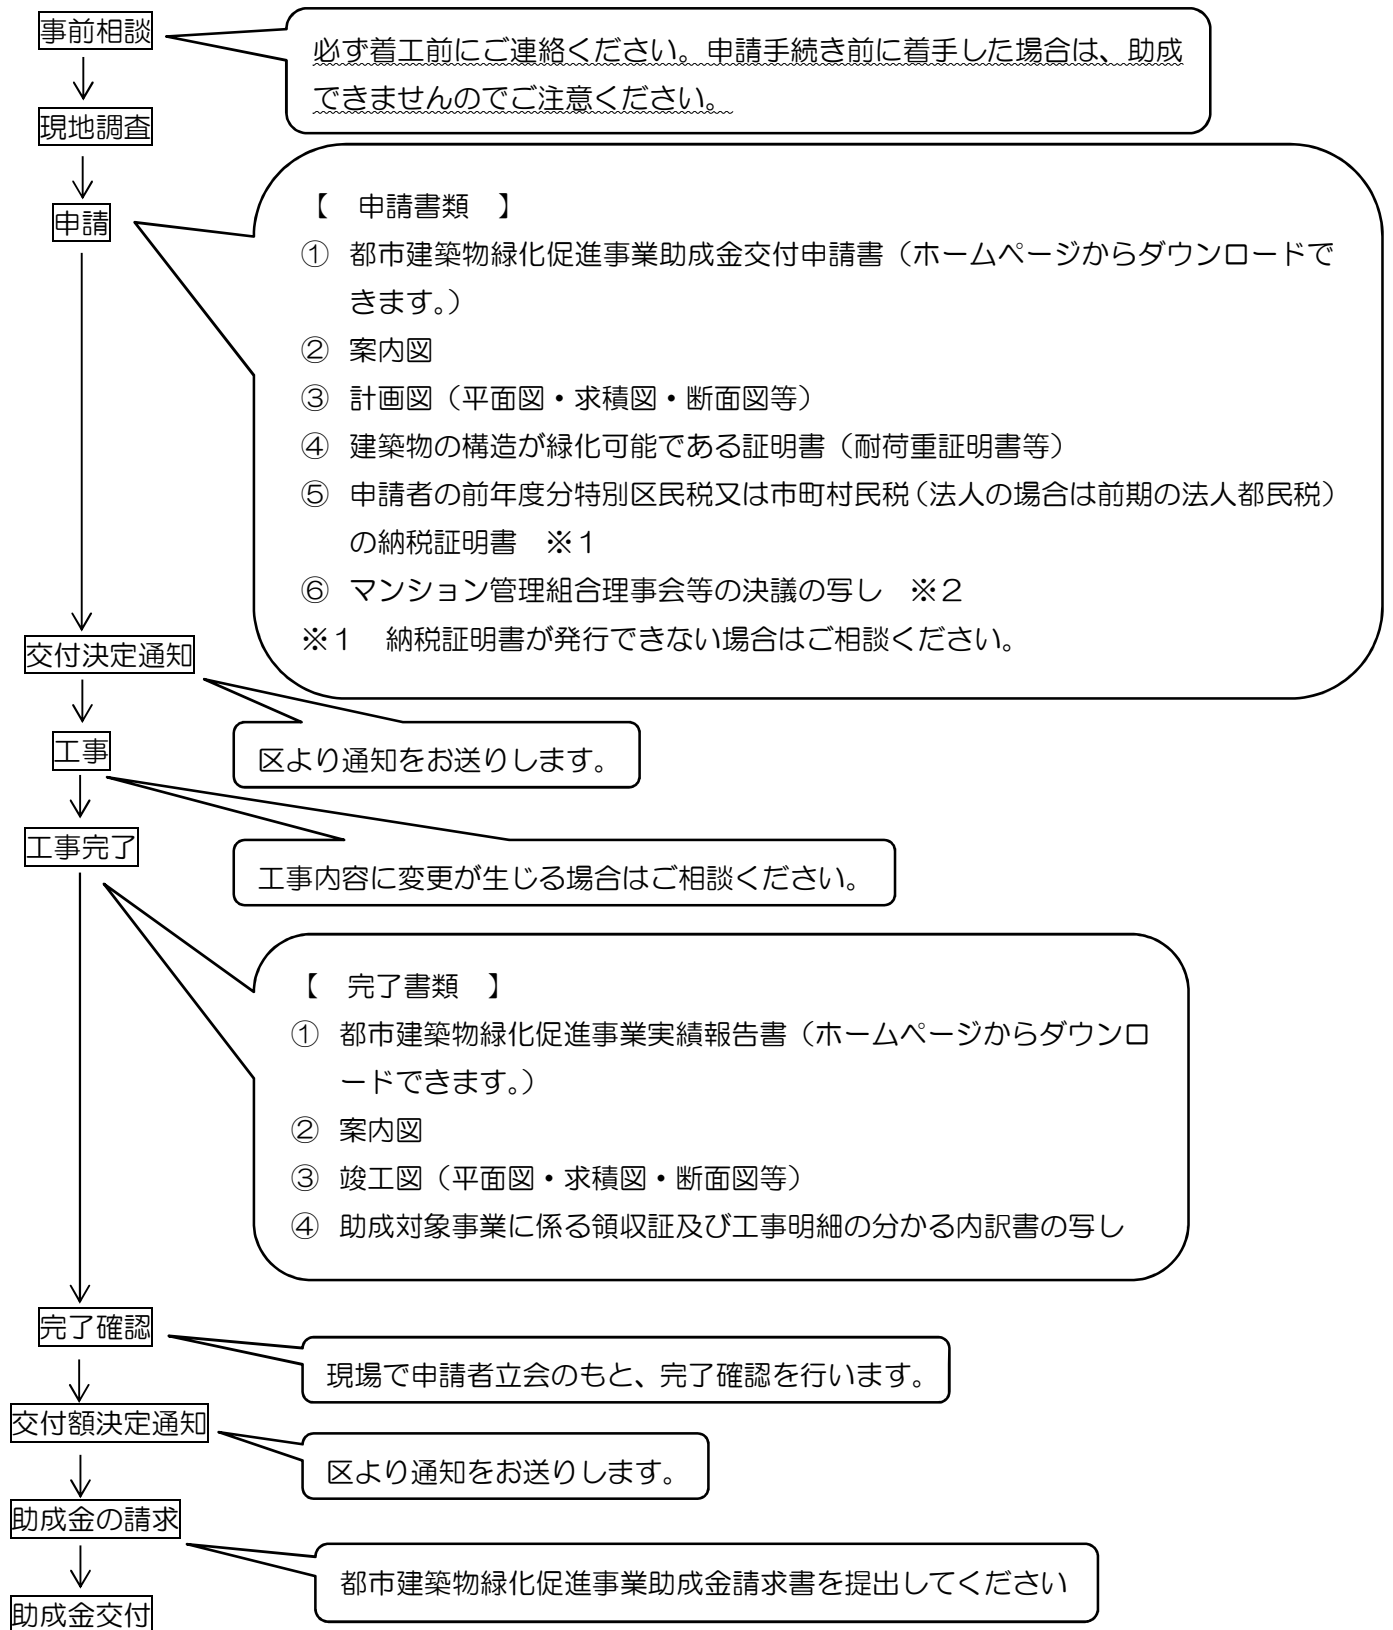 事前相談
必ず着工前にご連絡ください。申請手続き前に着手した場合は、助成
できませんのでご注意ください。
現地調査
申請
【　申請書類　】
① 都市建築物緑化促進事業助成金交付申請書（ホームページからダウンロードで
きます。）
② 案内図
③ 計画図（平面図・求積図・断面図等）
④ 建築物の構造が緑化可能である証明書（耐荷重証明書等）
⑤ 申請者の前年度分特別区民税又は市町村民税（法人の場合は前期の法人都民税）
の納税証明書　※１
⑥ マンション管理組合理事会等の決議の写し　※２
※１　納税証明書が発行できない場合はご相談ください。
交付決定通知
区より通知をお送りします。
工事
工事内容に変更が生じる場合はご相談ください。
工事完了
【　完了書類　】
① 都市建築物緑化促進事業実績報告書（ホームページからダウンロ
ードできます。）
② 案内図
③ 竣工図（平面図・求積図・断面図等）
④ 助成対象事業に係る領収証及び工事明細の分かる内訳書の写し
完了確認
現場で申請者立会のもと、完了確認を行います。
交付額決定通知
区より通知をお送りします。
助成金の請求
都市建築物緑化促進事業助成金請求書を提出してください
助成金交付